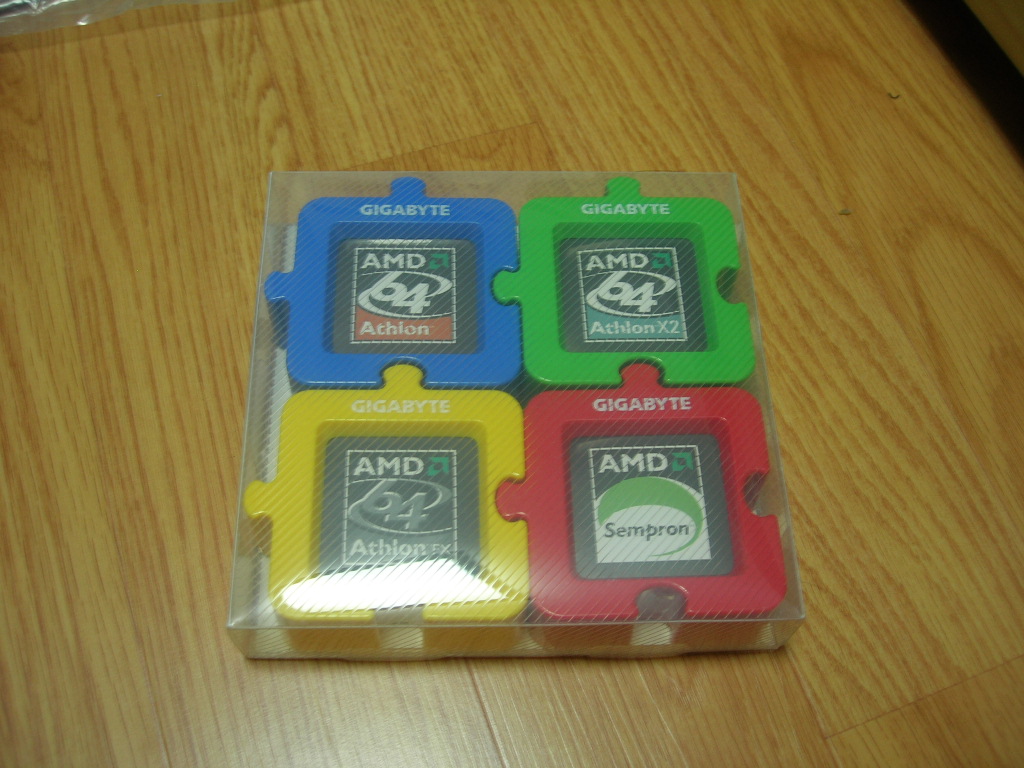 GIGABYTE
AMD
64
Athlon
GIGABYTE
AMD
64
Athlon X2
GIGABYTE
AMD
64
Athlon FX
GIGABYTE
AMD
Sempron